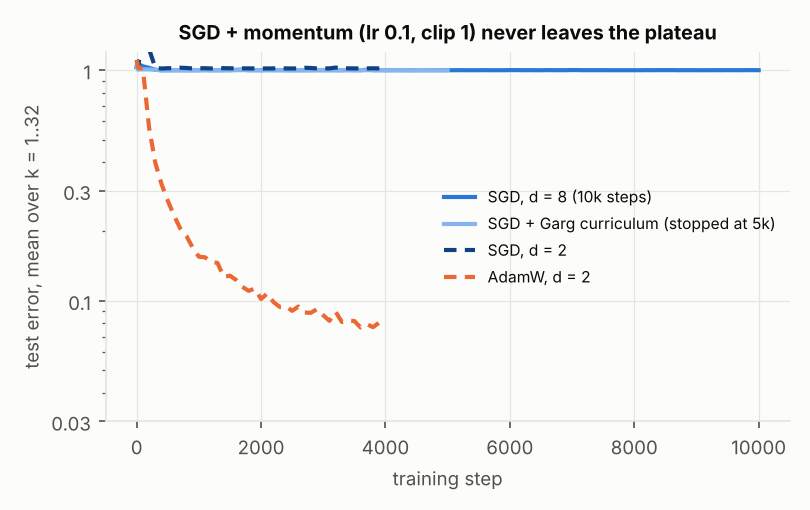 SGD + momentum (lr 0.1, clip 1) never leaves the plateau
test error, mean over k = 1..32
1
0.3
0.1
0.03
SGD, d = 8 (10k steps)
SGD + Garg curriculum (stopped at 5k)
SGD, d = 2
AdamW, d = 2
0 2000 4000 6000 8000 10000
training step